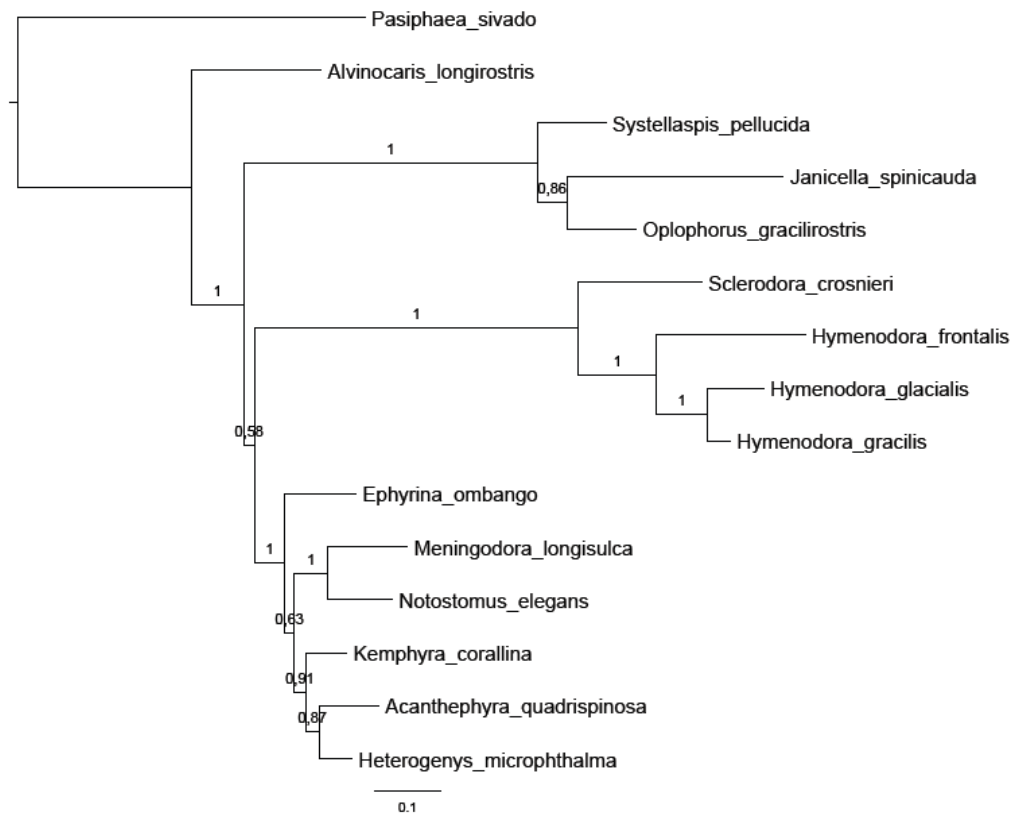 Pasiphaea_sivado
Alvinocaris_longirostris
Systellaspis_pellucida
1
Janicella_spinicauda
0,86
Oplophorus_gracilirostris
Sclerodora_crosnieri
1
1
Hymenodora_frontalis
1
Hymenodora_glacialis
1
Hymenodora_gracilis
0,58
Ephyrina_ombango
1
Meningodora_longisulca
1
Notostomus_elegans
0,63
Kemphyra_corallina
0,91
Acanthephyra_quadrispinosa
0,87
Heterogenys_microphthalma
0.1